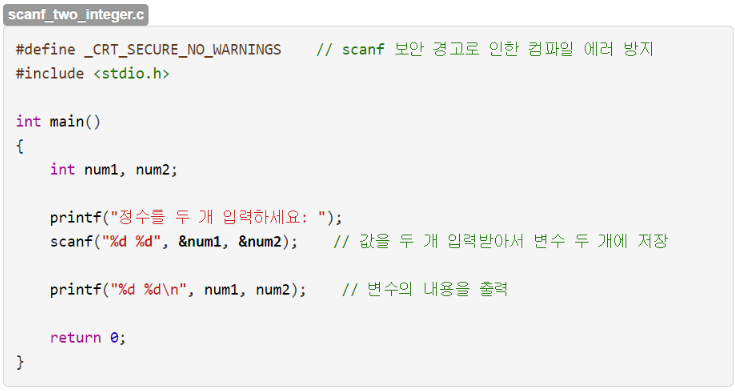 scanf_two_integer.c
#define _CRT_SECURE_NO_WARNINGS    // scanf 보안 경고로 인한 컴파일 에러 방지
#include <stdio.h>
int main()
{
    int num1, num2;
    printf("정수를 두 개 입력하세요: ");
    scanf("%d %d", &num1, &num2);    // 값을 두 개 입력받아서 변수 두 개에 저장
    printf("%d %d\n", num1, num2);    // 변수의 내용을 출력
    return 0;
}